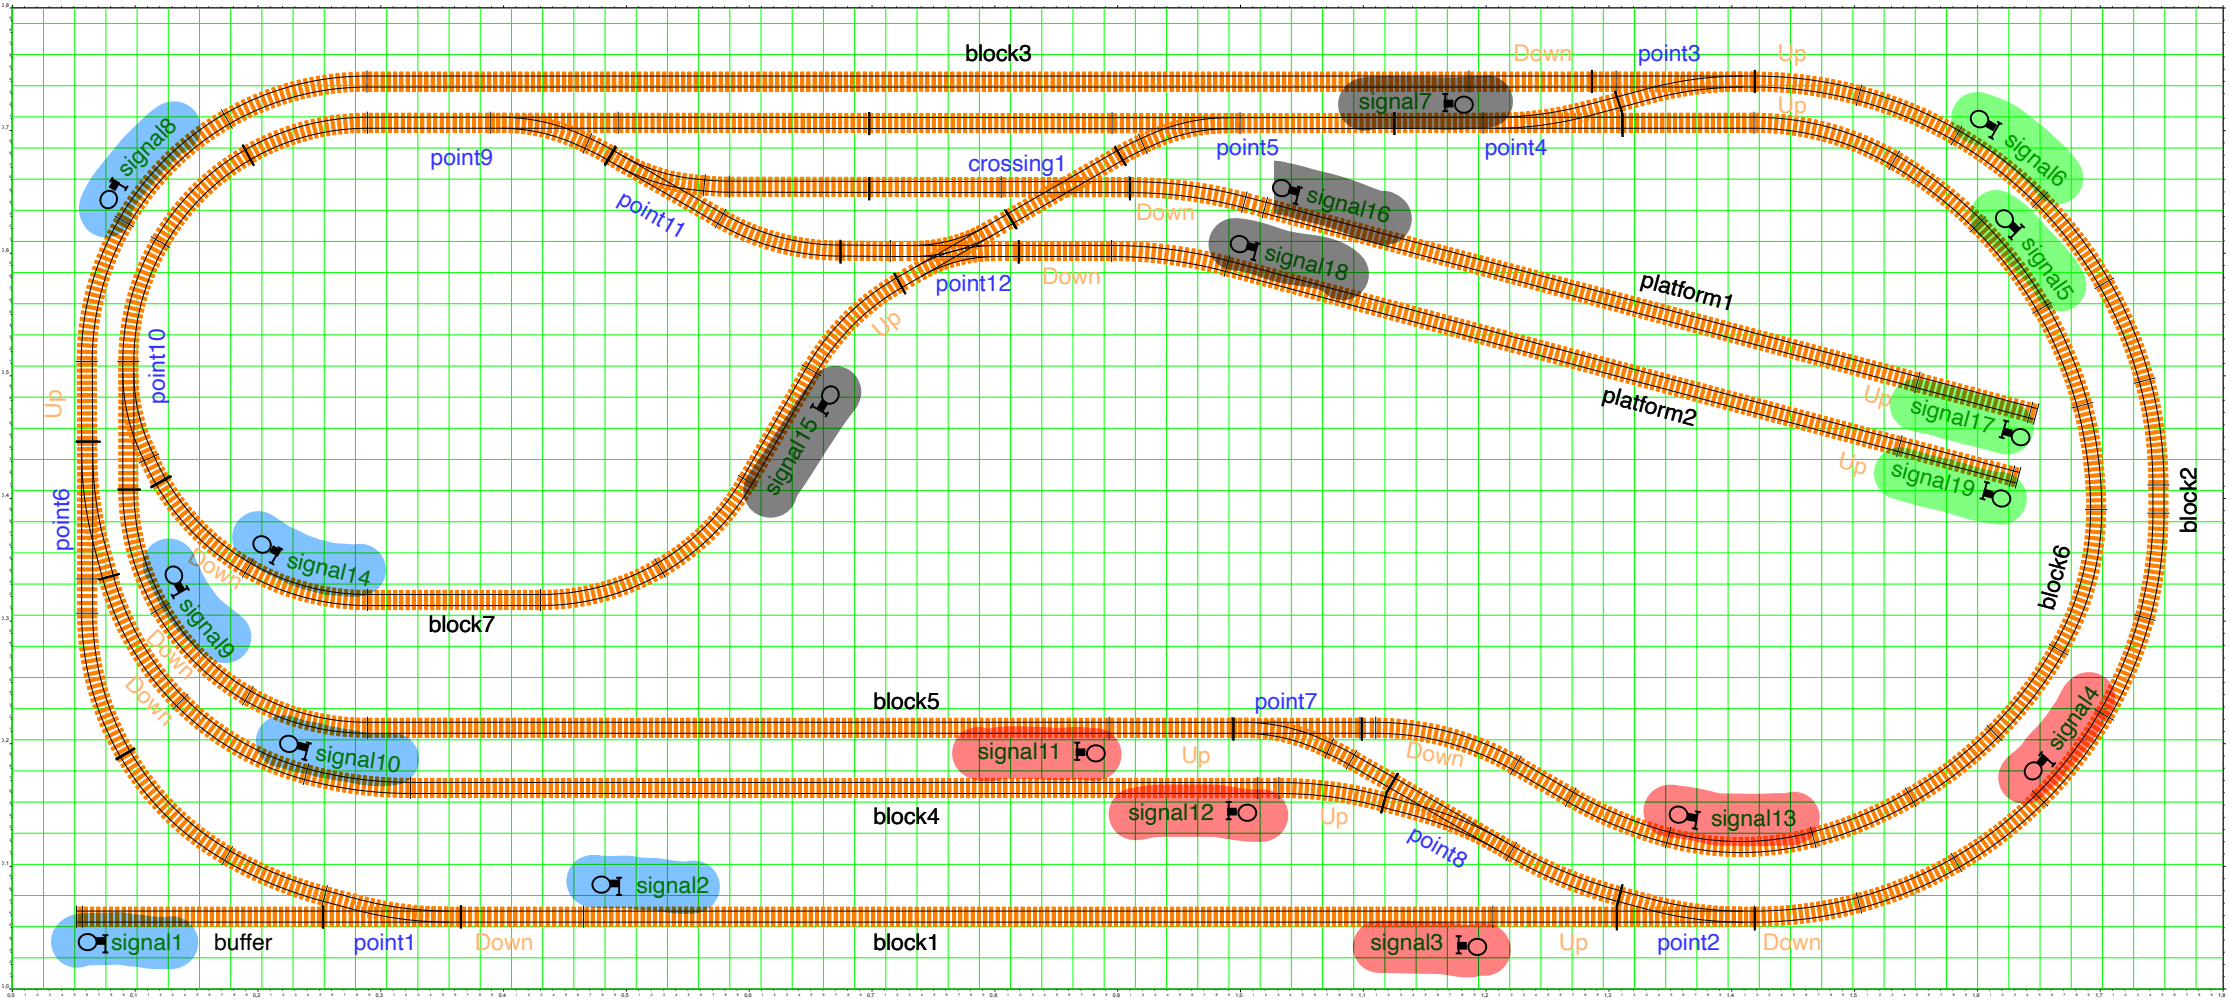 block3
Down
point3
Up
signal7
Up
signal8
point9
crossing1
point5
point4
signal6
point11
Down
signal16
signal5
signal18
Down
point12
platform1
Up
point10
Up
platform2
Up
signal17
signal15
Up
signal19
block2
point6
Down
signal14
block6
signal9
block7
Down
Down
block5
point7
signal4
signal10
signal11
Up
Down
block4
signal12
Up
signal13
point8
signal2
signal1
buffer
point1
Down
block1
signal3
Up
point2
Down